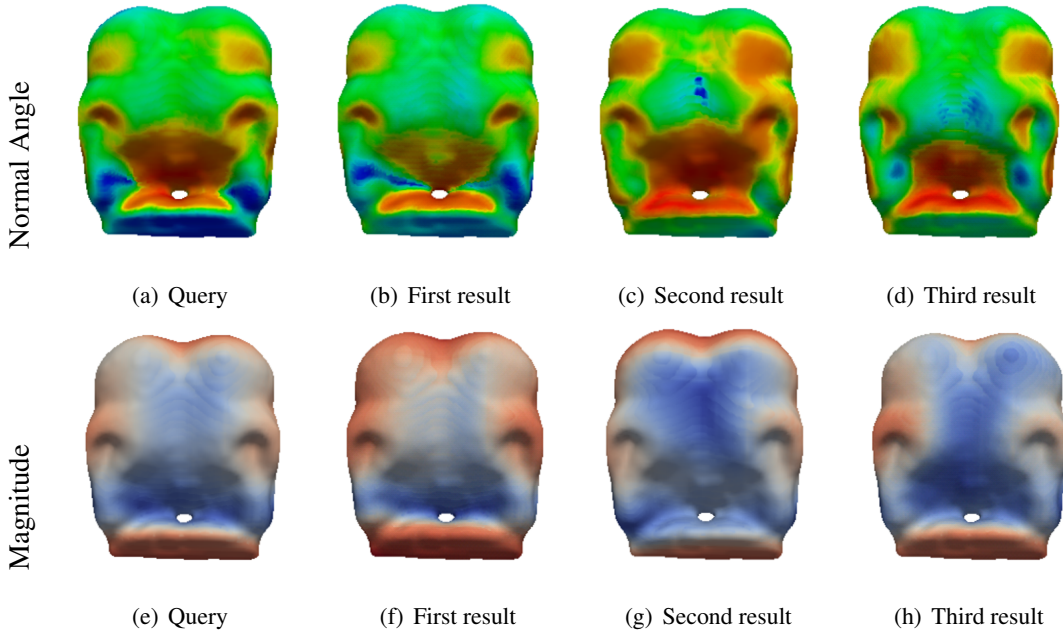 Normal Angle
(a) Query
(b) First result
(c) Second result
(d) Third result
Magnitude
(e) Query
(f) First result
(g) Second result
(h) Third result